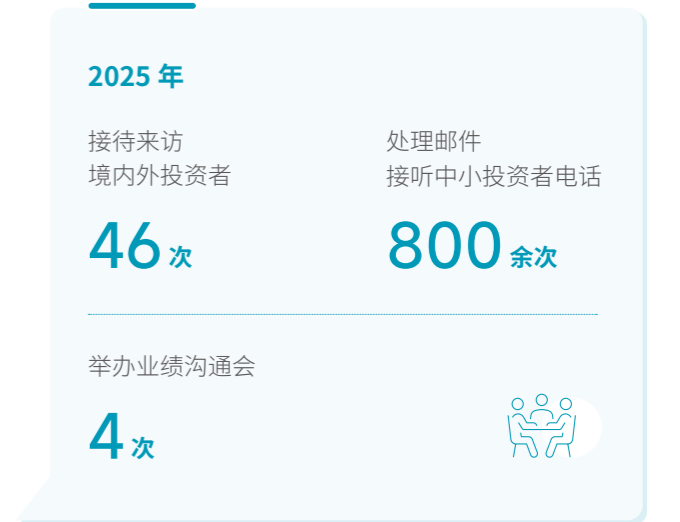 2025 年
接待来访
境内外投资者
46 次
处理邮件
接听中小投资者电话
800 余次
举办业绩沟通会
4 次